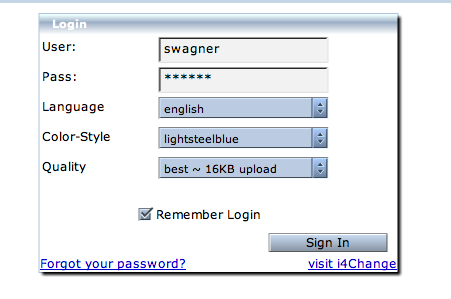 Login
User: swagner
Pass: ******
Language english
Color-Style lightsteelblue
Quality best ~ 16KB upload
Remember Login
Sign In
Forgot your password? visit i4Change